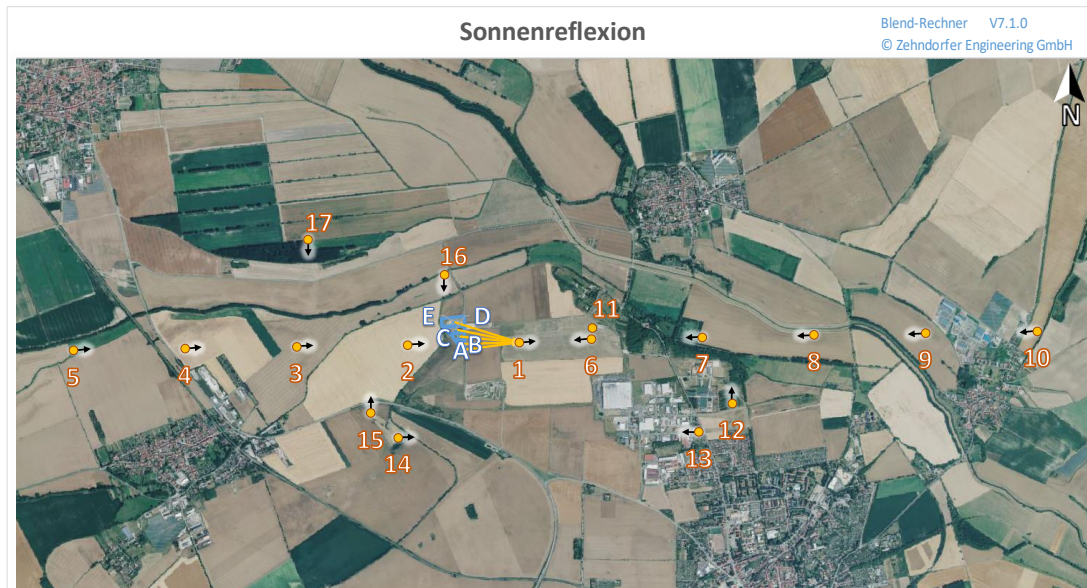 Sonnenreflexion
Blend-Rechner V7.1.0
© Zehndorfer Engineering GmbH
N
17
16
E D
11
C
A B
5 4 3 2 1 6 7 8 9 10
15
14
12
13